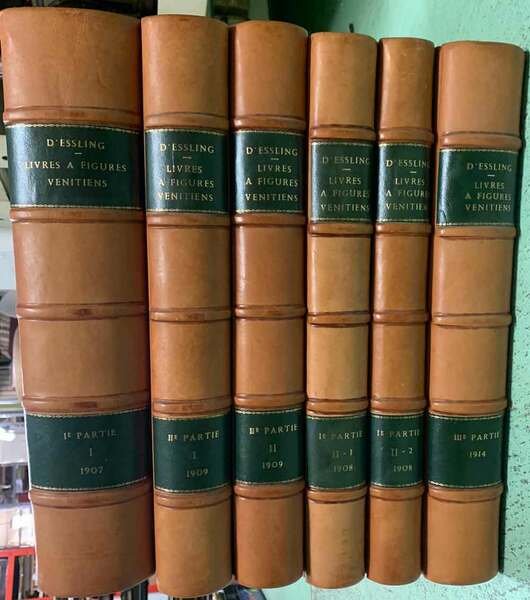 D'ESSLING
LIVRES A FIGURES
VENITIENS
Iᴱ PARTIE
I
1907
D'ESSLING
LIVRES
A FIGURES
VENITIENS
IIᴱ PARTIE
I
1909
D'ESSLING
LIVRES
A FIGURES
VENITIENS
IIᴱ PARTIE
II
1909
D'ESSLING
LIVRES
A FIGURES
VENITIENS
Iᴱ PARTIE
II - 1
1908
D'ESSLING
LIVRES
A FIGURES
VENITIENS
Iᴱ PARTIE
II - 2
1908
D'ESSLING
LIVRES
A FIGURES
VENITIENS
IIIᴱ PARTIE
1914